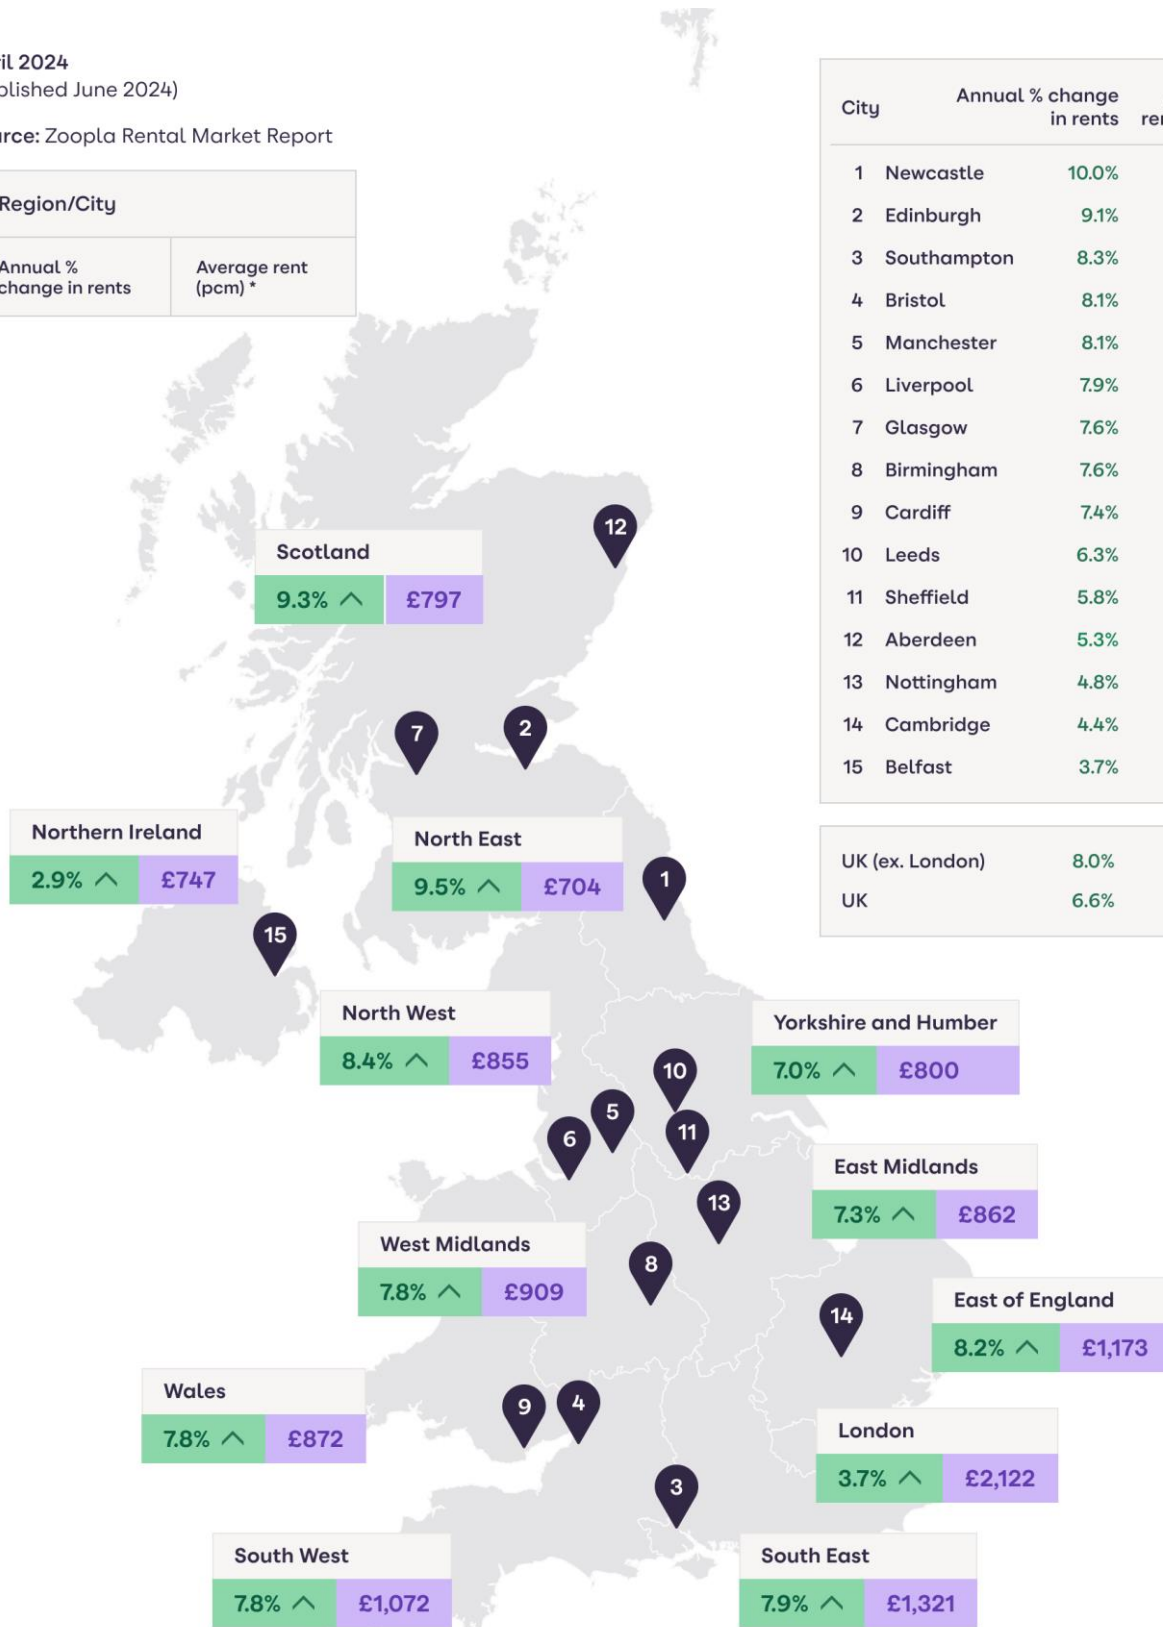 il 2024
blished June 2024)
urce: Zoopla Rental Market Report
Region/City
Annual %
change in rents
Average rent
(pcm) *
City
Annual % change
in rents
1 Newcastle 10.0%
2 Edinburgh 9.1%
3 Southampton 8.3%
4 Bristol 8.1%
5 Manchester 8.1%
6 Liverpool 7.9%
7 Glasgow 7.6%
8 Birmingham 7.6%
9 Cardiff 7.4%
10 Leeds 6.3%
11 Sheffield 5.8%
12 Aberdeen 5.3%
13 Nottingham 4.8%
14 Cambridge 4.4%
15 Belfast 3.7%
UK (ex. London) 8.0%
UK 6.6%
12
Scotland
9.3% £797
7
2
Northern Ireland
2.9% £747
North East
9.5% £704
1
15
North West
8.4% £855
Yorkshire and Humber
7.0% £800
10
5
11
6
East Midlands
7.3% £862
13
West Midlands
7.8% £909
8
East of England
8.2% £1,173
14
Wales
7.8% £872
9
4
London
3.7% £2,122
3
South West
7.8% £1,072
South East
7.9% £1,321